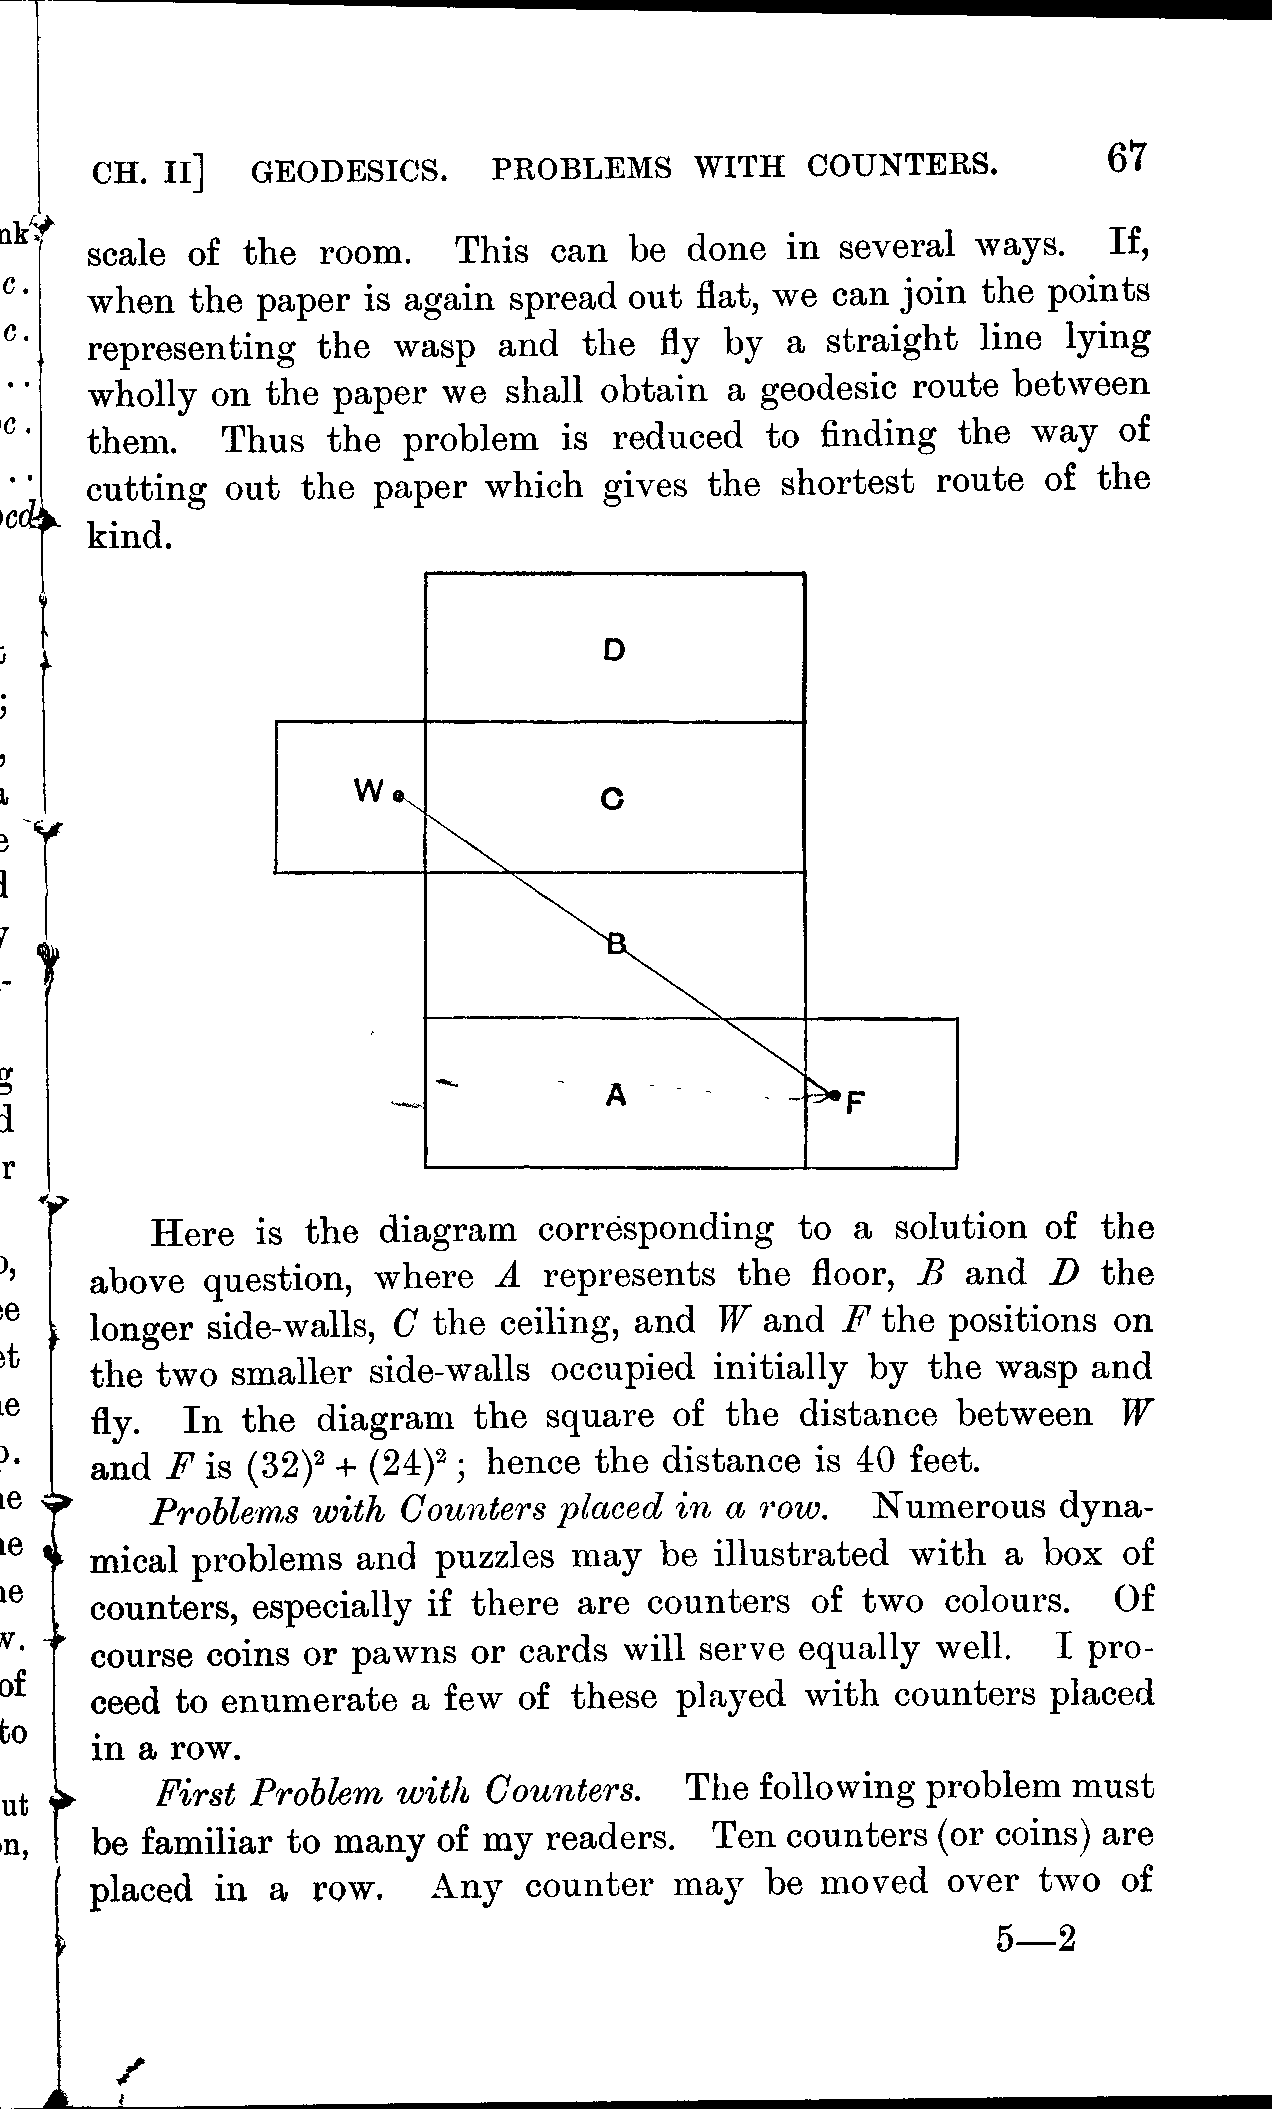 CH. II] GEODESICS. PROBLEMS WITH COUNTERS. 67
scale of the room. This can be done in several ways. If,
when the paper is again spread out flat, we can join the points
representing the wasp and the fly by a straight line lying
wholly on the paper we shall obtain a geodesic route between
them. Thus the problem is reduced to finding the way of
cutting out the paper which gives the shortest route of the
kind.
D
W C
B
A F
Here is the diagram corresponding to a solution of the
above question, where A represents the floor, B and D the
longer side-walls, C the ceiling, and W and F the positions on
the two smaller side-walls occupied initially by the wasp and
fly. In the diagram the square of the distance between W
and F is (32)² + (24)²; hence the distance is 40 feet.
Problems with Counters placed in a row. Numerous dyna-
mical problems and puzzles may be illustrated with a box of
counters, especially if there are counters of two colours. Of
course coins or pawns or cards will serve equally well. I pro-
ceed to enumerate a few of these played with counters placed
in a row.
First Problem with Counters. The following problem must
be familiar to many of my readers. Ten counters (or coins) are
placed in a row. Any counter may be moved over two of
5—2